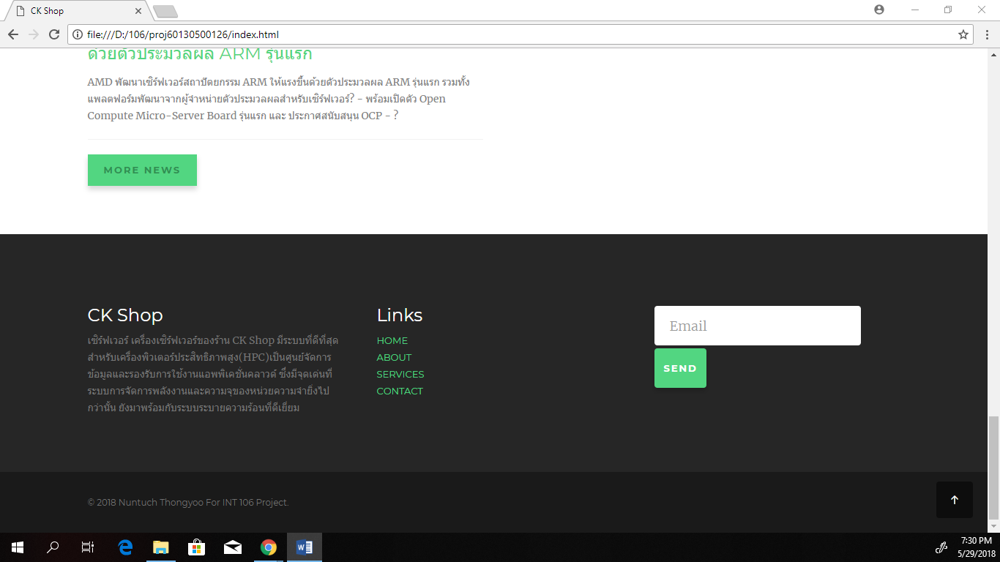 CK Shop
file:///D:/106/proj60130500126/index.html
ด้วยตัวประมวลผล ARM รุ่นแรก
AMD พัฒนาเซิร์ฟเวอร์สถาปัตยกรรม ARM ให้แรงขึ้นด้วยตัวประมวลผล ARM รุ่นแรก รวมทั้ง
แพลตฟอร์มพัฒนาจากผู้จำหน่ายตัวประมวลผลสำหรับเซิร์ฟเวอร์? - พร้อมเปิดตัว Open
Compute Micro-Server Board รุ่นแรก และ ประกาศสนับสนุน OCP - ?
MORE NEWS
CK Shop
เซิร์ฟเวอร์ เครื่องเซิร์ฟเวอร์ของร้าน CK Shop มีระบบที่ดีที่สุด
สำหรับเครื่องพิวเตอร์ประสิทธิภาพสูง(HPC)เป็นศูนย์จัดการ
ข้อมูลและรองรับการใช้งานแอพพิเคชั่นคลาวด์ ซึ่งมีจุดเด่นที่
ระบบการจัดการพลังงานและความจุของหน่วยความจำยิ่งไป
กว่านั้น ยังมาพร้อมกับระบบระบายความร้อนที่ดีเยี่ยม
Links
HOME
ABOUT
SERVICES
CONTACT
Email
SEND
© 2018 Nuntuch Thongyoo For INT 106 Project.
7:30 PM
5/29/2018